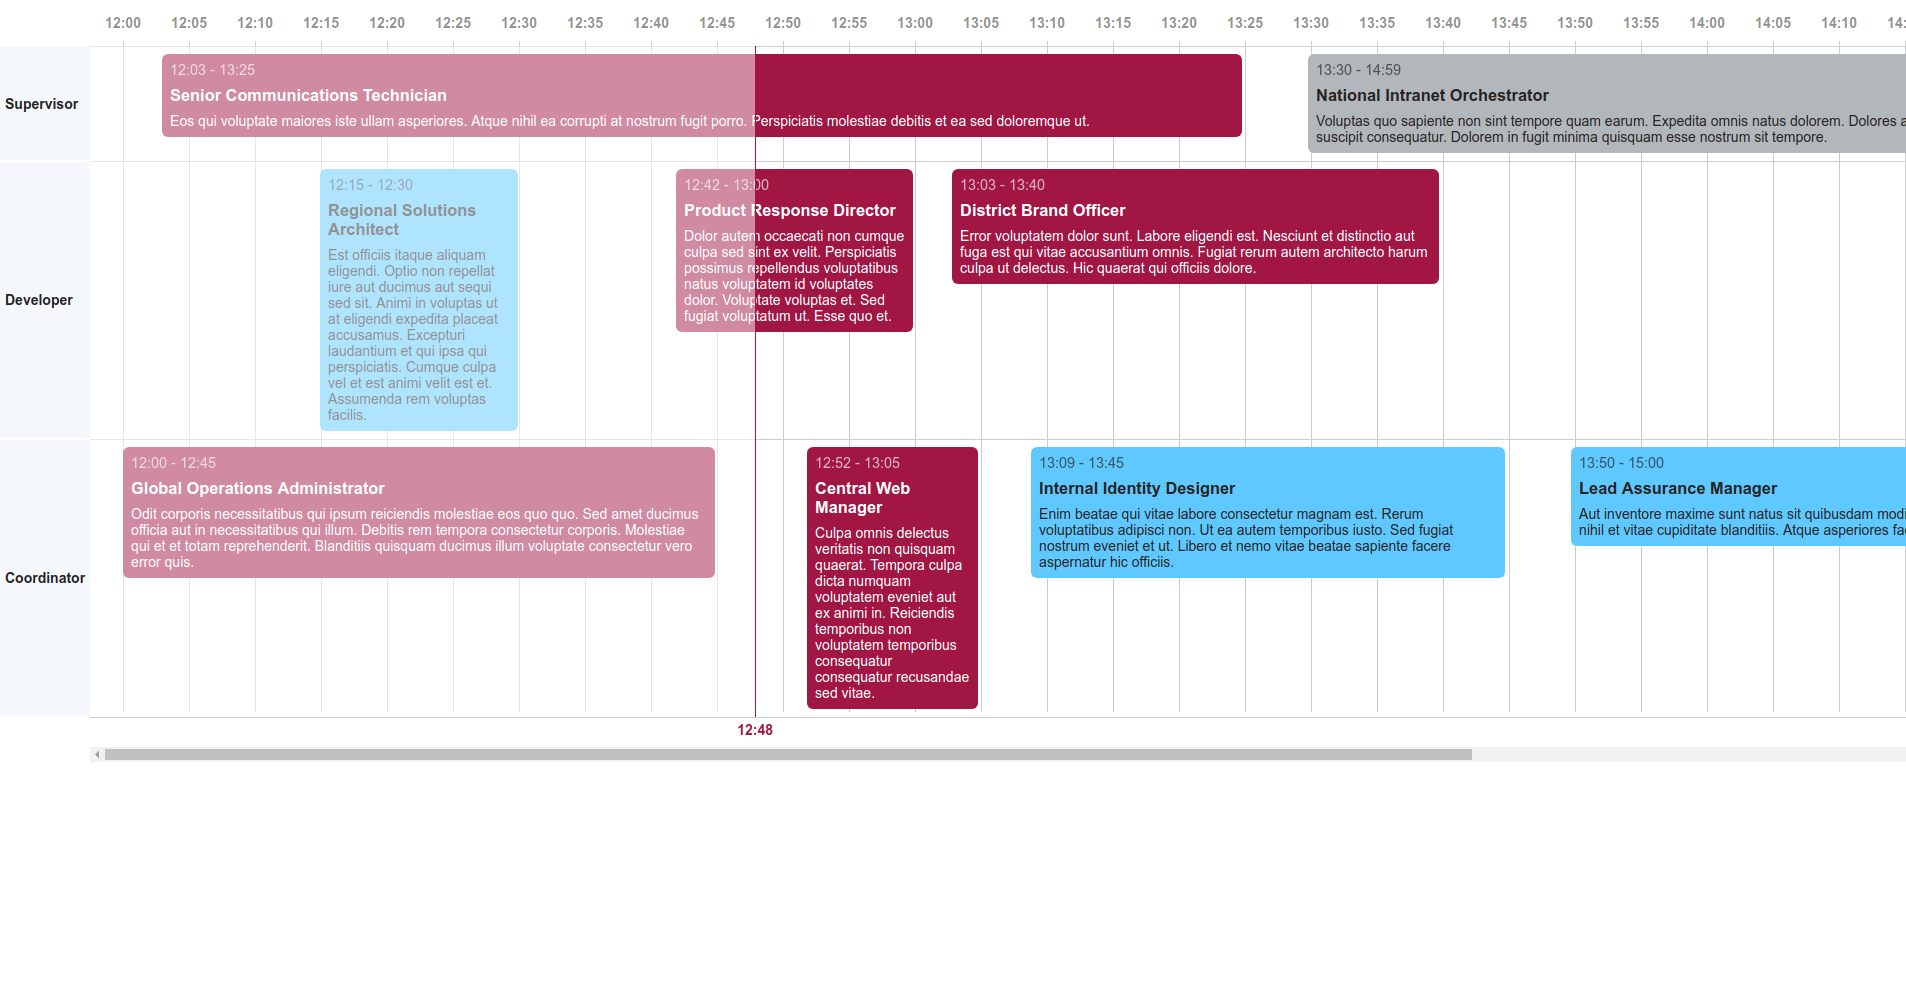 12:00 12:05 12:10 12:15 12:20 12:25 12:30 12:35 12:40 12:45 12:50 12:55 13:00 13:05 13:10 13:15 13:20 13:25 13:30 13:35 13:40 13:45 13:50 13:55 14:00 14:05 14:10 14:
Supervisor
12:03 - 13:25
Senior Communications Technician
Eos qui voluptate maiores iste ullam asperiores. Atque nihil ea corrupti at nostrum fugit porro. Perspiciatis molestiae debitis et ea sed doloremque ut.
13:30 - 14:59
National Intranet Orchestrator
Voluptas quo sapiente non sint tempore quam earum. Expedita omnis natus dolorem. Dolores a
suscipit consequatur. Dolorem in fugit minima quisquam esse nostrum sit tempore.
Developer
12:15 - 12:30
Regional Solutions
Architect
Est officiis itaque aliquam
eligendi. Optio non repellat
iure aut ducimus aut sequi
sed sit. Animi in voluptas ut
at eligendi expedita placeat
accusamus. Excepturi
laudantium et qui ipsa qui
perspiciatis. Cumque culpa
vel et est animi velit est et.
Assumenda rem voluptas
facilis.
12:42 - 13:00
Product Response Director
Dolor autem occaecati non cumque
culpa sed sint ex velit. Perspiciatis
possimus repellendus voluptatibus
natus voluptatem id voluptates
dolor. Voluptate voluptas et. Sed
fugiat voluptatum ut. Esse quo et.
13:03 - 13:40
District Brand Officer
Error voluptatem dolor sunt. Labore eligendi est. Nesciunt et distinctio aut
fuga est qui vitae accusantium omnis. Fugiat rerum autem architecto harum
culpa ut delectus. Hic quaerat qui officiis dolore.
Coordinator
12:00 - 12:45
Global Operations Administrator
Odit corporis necessitatibus qui ipsum reiciendis molestiae eos quo quo. Sed amet ducimus
officia aut in necessitatibus qui illum. Debitis rem tempora consectetur corporis. Molestiae
qui et et totam reprehenderit. Blanditiis quisquam ducimus illum voluptate consectetur vero
error quis.
12:52 - 13:05
Central Web
Manager
Culpa omnis delectus
veritatis non quisquam
quaerat. Tempora culpa
dicta numquam
voluptatem eveniet aut
ex animi in. Reiciendis
temporibus non
voluptatem temporibus
consequatur
consequatur recusandae
sed vitae.
13:09 - 13:45
Internal Identity Designer
Enim beatae qui vitae labore consectetur magnam est. Rerum
voluptatibus adipisci non. Ut ea autem temporibus iusto. Sed fugiat
nostrum eveniet et ut. Libero et nemo vitae beatae sapiente facere
aspernatur hic officiis.
13:50 - 15:00
Lead Assurance Manager
Aut inventore maxime sunt natus sit quibusdam modi
nihil et vitae cupiditate blanditiis. Atque asperiores fa
12:48